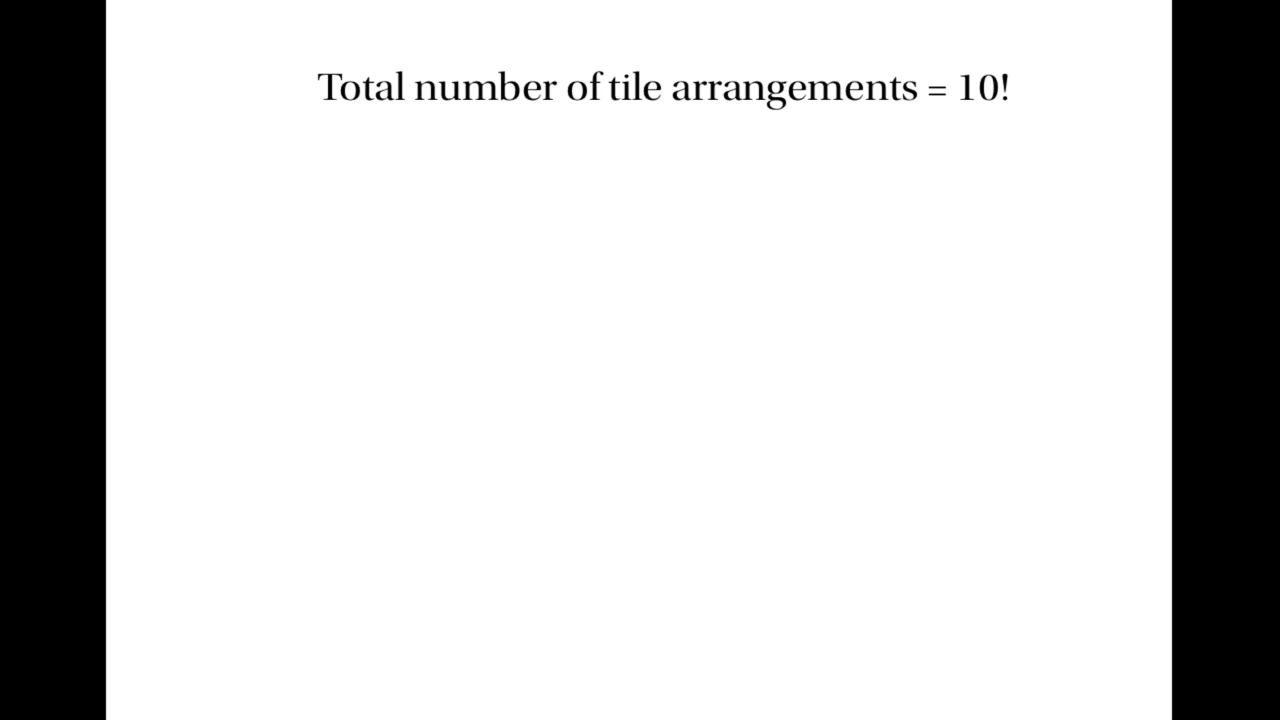 Total number of tile arrangements = 10!